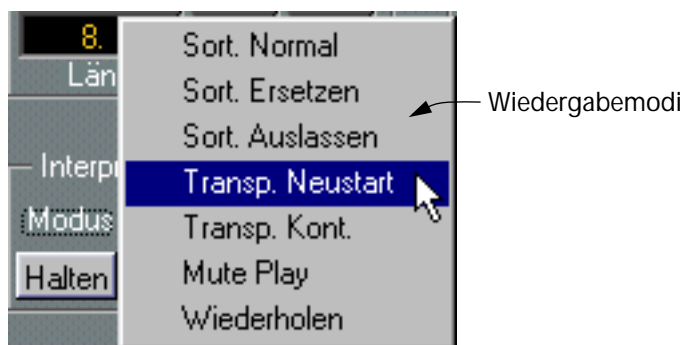 8.
Län
Interp
Modus
Halten
Sort. Normal
Sort. Ersetzen
Sort. Auslassen
Transp. Neustart
Transp. Kont.
Mute Play
Wiederholen
Wiedergabemodi